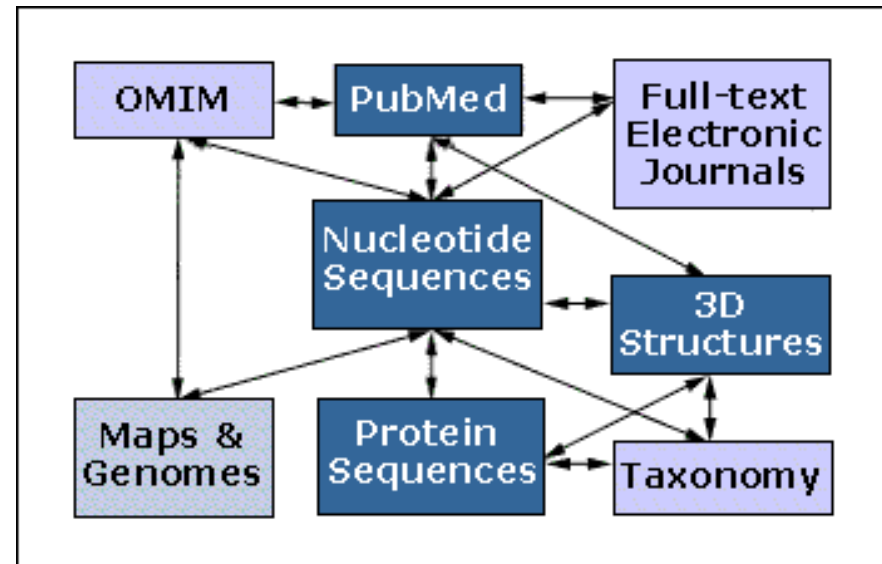 OMIM
PubMed
Full-text
Electronic
Journals
Nucleotide
Sequences
3D
Structures
Maps &
Genomes
Protein
Sequences
Taxonomy